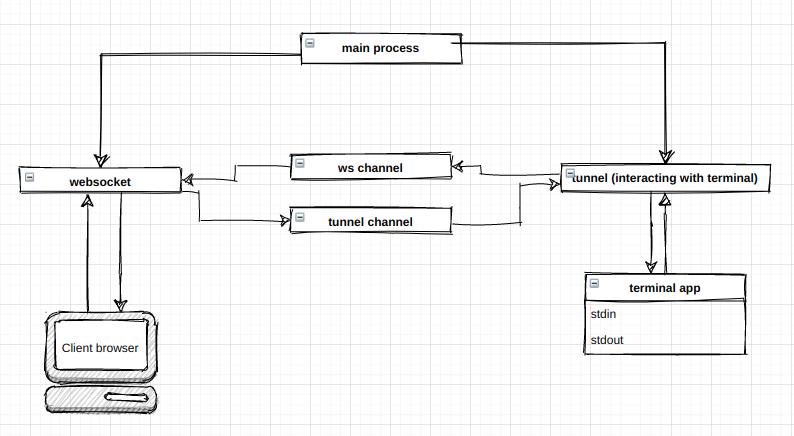 main process
ws channel
websocket
tunnel (interacting with terminal)
tunnel channel
terminal app
stdin
stdout
Client browser